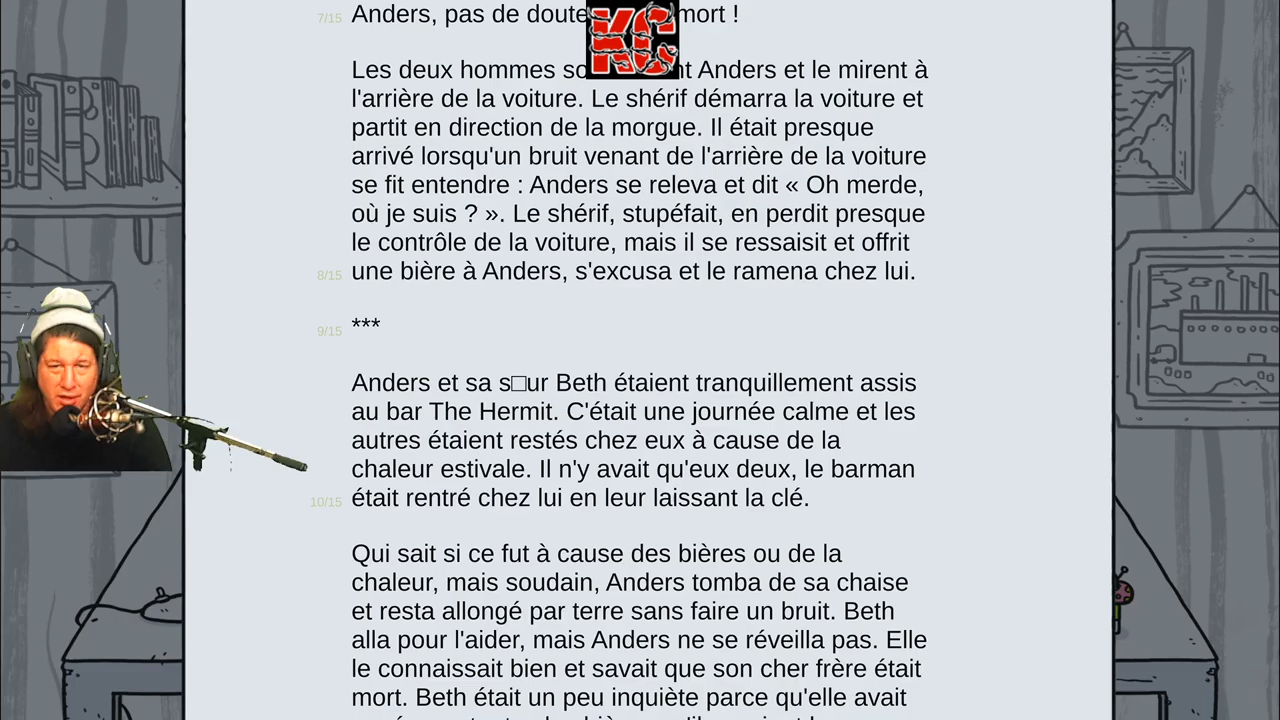 7/15 Anders, pas de doute mort !
KC
Les deux hommes Anders et le mirent à
l'arrière de la voiture. Le shérif démarra la voiture et
partit en direction de la morgue. Il était presque
arrivé lorsqu'un bruit venant de l'arrière de la voiture
se fit entendre : Anders se releva et dit « Oh merde,
où je suis ? ». Le shérif, stupéfait, en perdit presque
le contrôle de la voiture, mais il se ressaisit et offrit
8/15 une bière à Anders, s'excusa et le ramena chez lui.
9/15 ***
Anders et sa s□ur Beth étaient tranquillement assis
au bar The Hermit. C'était une journée calme et les
autres étaient restés chez eux à cause de la
chaleur estivale. Il n'y avait qu'eux deux, le barman
10/15 était rentré chez lui en leur laissant la clé.
Qui sait si ce fut à cause des bières ou de la
chaleur, mais soudain, Anders tomba de sa chaise
et resta allongé par terre sans faire un bruit. Beth
alla pour l'aider, mais Anders ne se réveilla pas. Elle
le connaissait bien et savait que son cher frère était
mort. Beth était un peu inquiète parce qu'elle avait